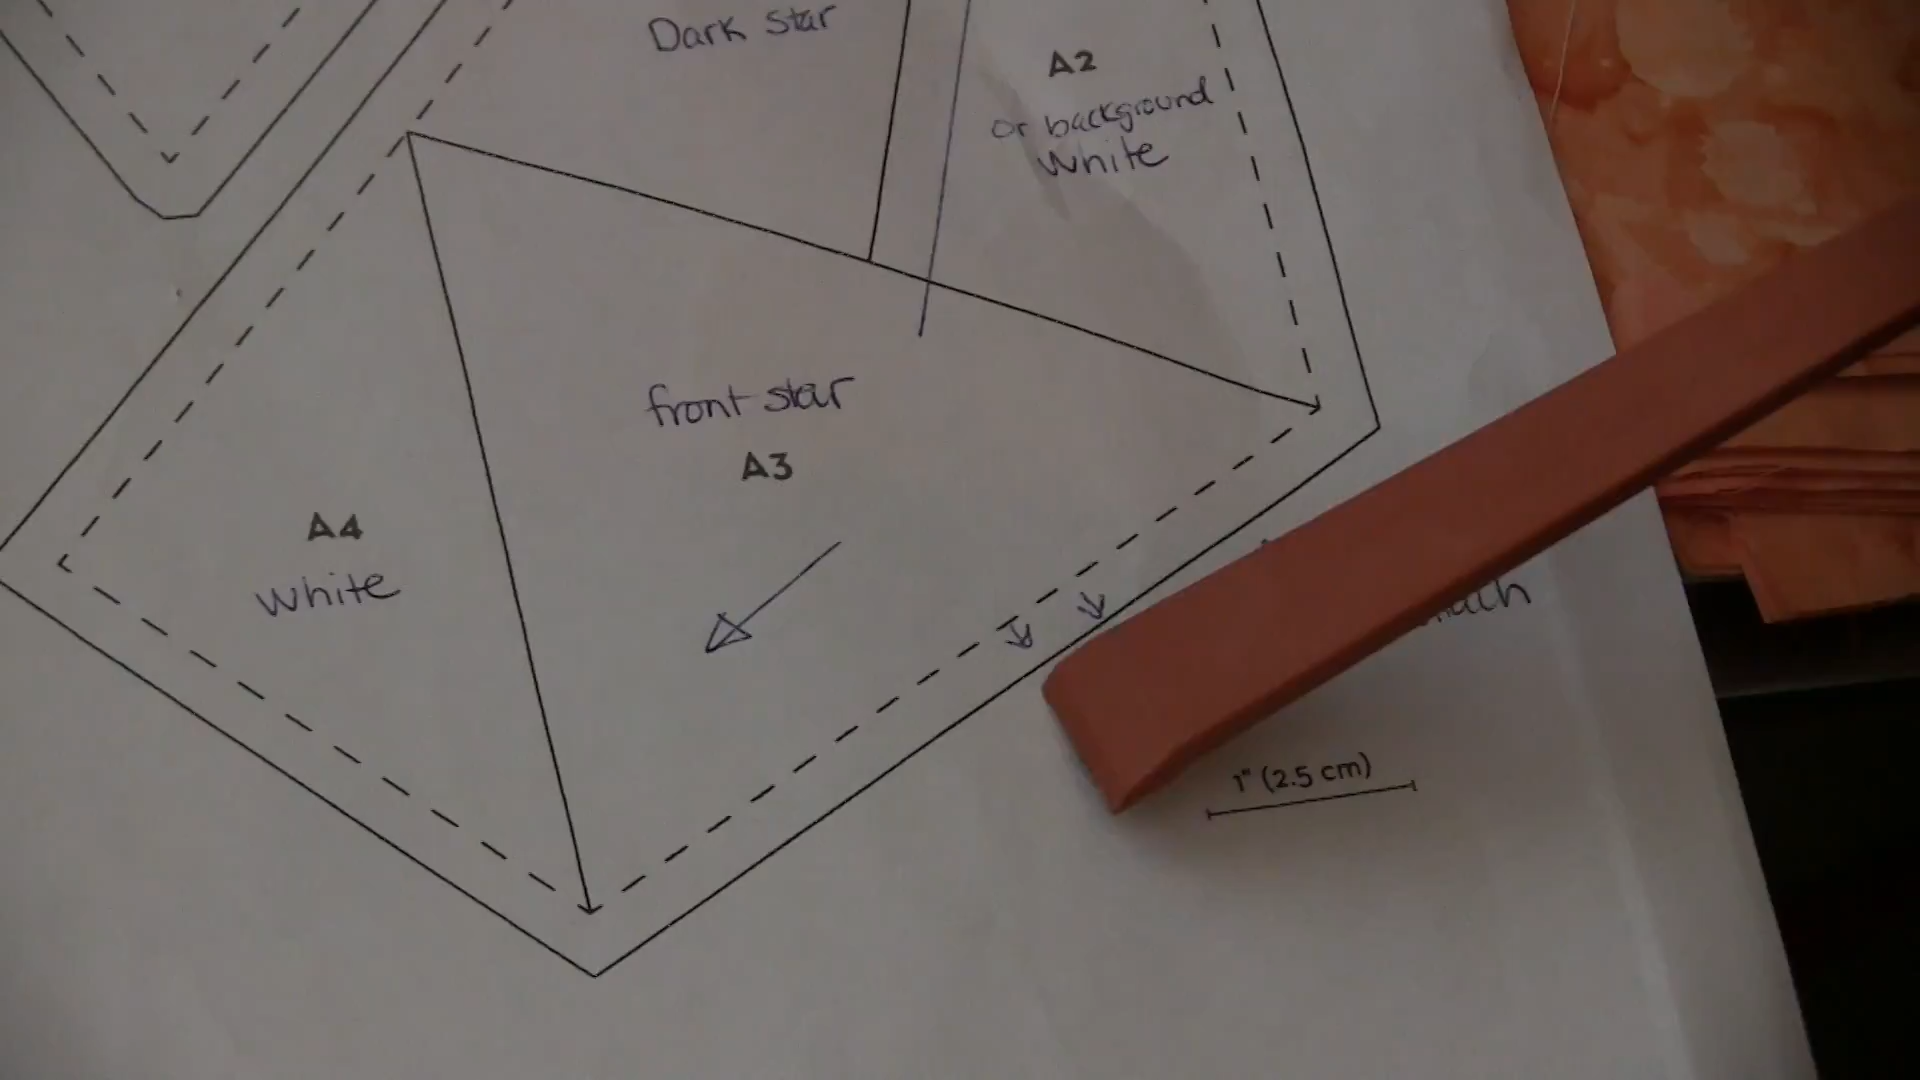 Dark star
A2
or background
white
front star
A3
A4
white
1" (2.5 cm)